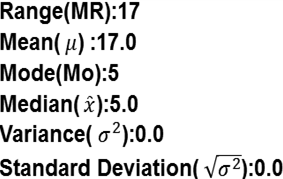 Range(MR):17
Mean( μ) :17.0
Mode(Mo):5
Median( x̂):5.0
Variance( σ²):0.0
Standard Deviation( √σ²):0.0